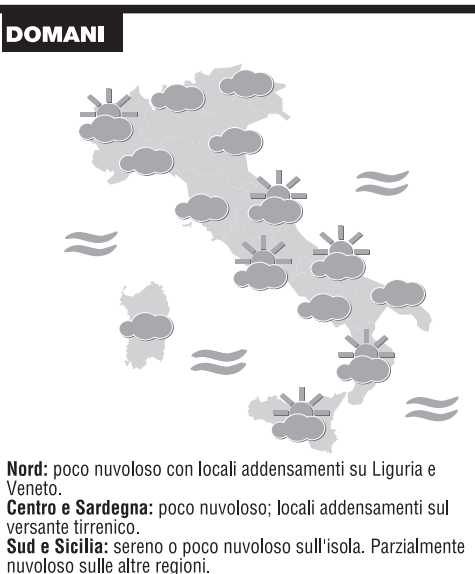 DOMANI
Nord: poco nuvoloso con locali addensamenti su Liguria e
Veneto.
Centro e Sardegna: poco nuvoloso; locali addensamenti sul
versante tirrenico.
Sud e Sicilia: sereno o poco nuvoloso sull'isola. Parzialmente
nuvoloso sulle altre regioni.